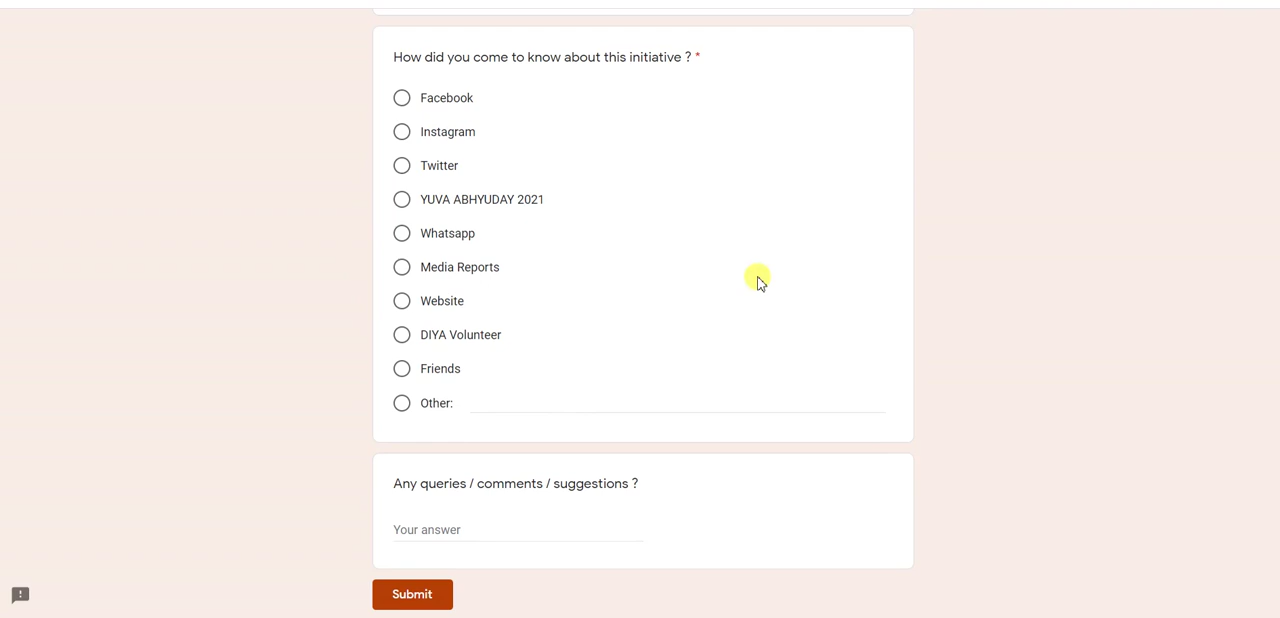 How did you come to know about this initiative ? *
Facebook
Instagram
Twitter
YUVA ABHYUDAY 2021
Whatsapp
Media Reports
Website
DIYA Volunteer
Friends
Other:
Any queries / comments / suggestions ?
Your answer
Submit